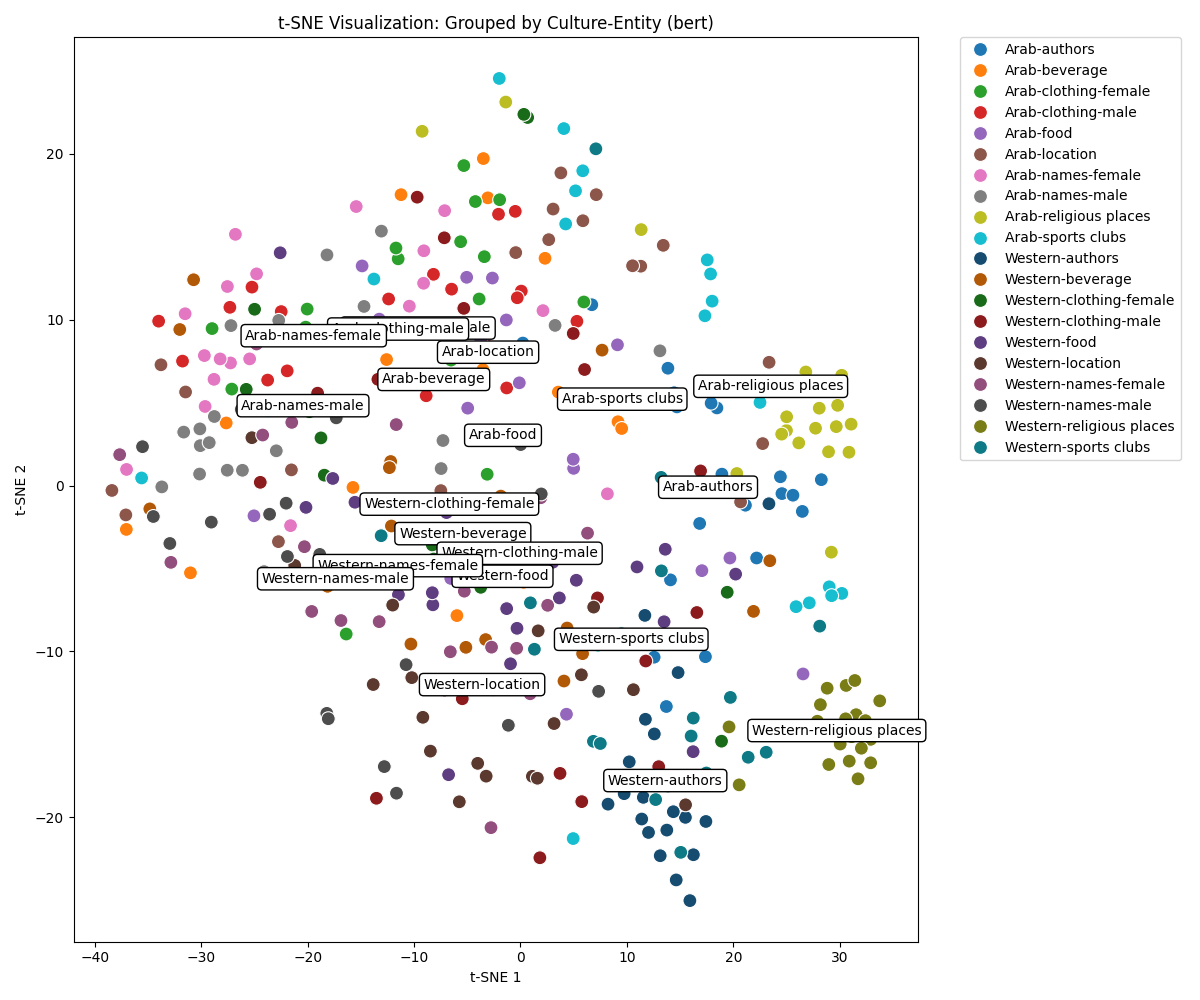 t-SNE Visualization: Grouped by Culture-Entity (bert)
Arab-authors
Arab-beverage
Arab-clothing-female
Arab-clothing-male
Arab-food
Arab-location
Arab-names-female
Arab-names-male
Arab-religious places
Arab-sports clubs
Western-authors
Western-beverage
Western-clothing-female
Western-clothing-male
Western-food
Western-location
Western-names-female
Western-names-male
Western-religious places
Western-sports clubs
20
10
0
−10
−20
t-SNE 2
Arab-names-female
clothing-male
ale
Arab-location
Arab-beverage
Arab-religious places
Arab-sports clubs
Arab-names-male
Arab-food
Arab-authors
Western-clothing-female
Western-beverage
Western-clothing-male
Western-names-female
Western-names-male
Western-food
Western-sports clubs
Western-location
Western-religious places
Western-authors
−40
−30
−20
−10
0
10
20
30
t-SNE 1